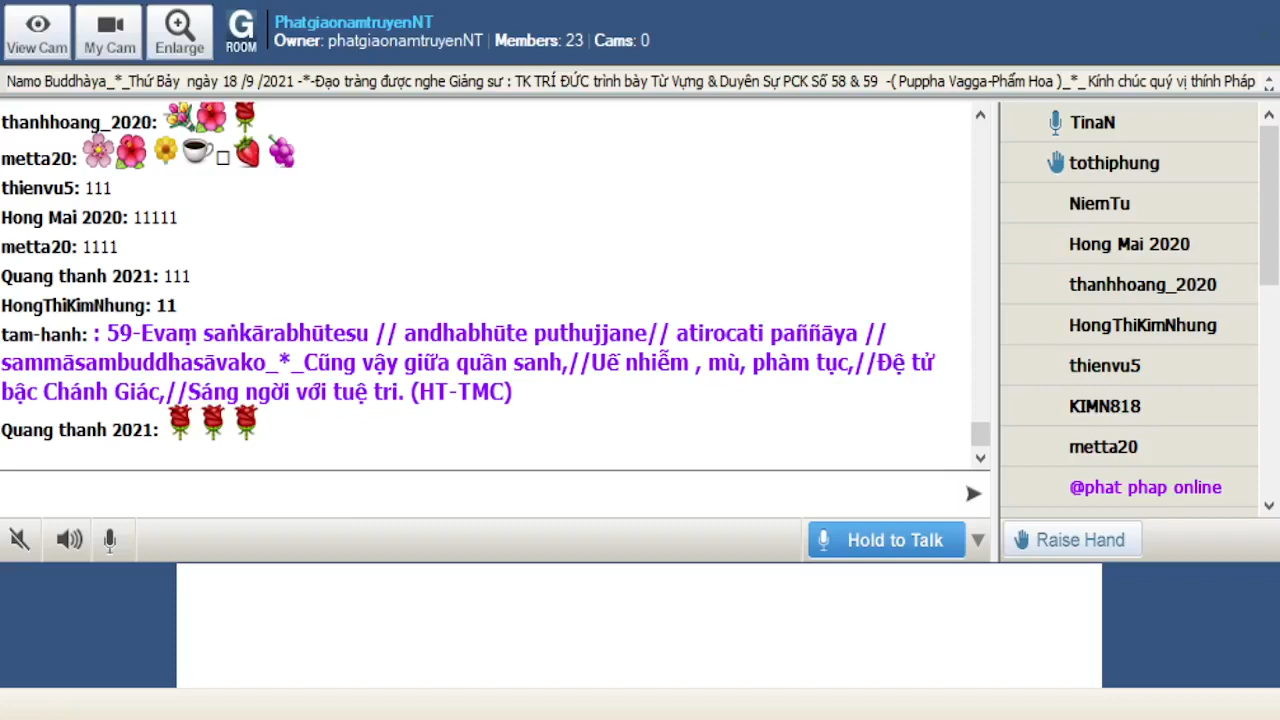 View Cam
My Cam
Enlarge
G
ROOM
PhatgiaonamtruyenNT
Owner: phatgiaonamtruyenNT | Members: 23 | Cams: 0
Namo Buddhàya_*_Thứ Bảy ngày 18 /9 /2021 -*-Đạo tràng được nghe Giảng sư : TK TRÍ ĐỨC trình bày Từ Vựng & Duyên Sự PCK Số 58 & 59 -( Puppha Vagga-Phẩm Hoa )_*_ Kính chúc quý vị thính Pháp
thanhhoang_2020:
metta20:
thienvu5: 111
Hong Mai 2020: 11111
metta20: 1111
Quang thanh 2021: 111
HongThiKimNhung: 11
tam-hanh: : 59-Evaṃ saṅkārabhūtesu // andhabhūte puthujjane// atirocati paññāya //
sammāsambuddhasāvako_*_Cũng vậy giữa quần sanh,//Uế nhiễm , mù, phàm tục,//Đệ tử
bậc Chánh Giác,//Sáng ngời với tuệ tri. (HT-TMC)
Quang thanh 2021:
TinaN
tothiphung
NiemTu
Hong Mai 2020
thanhhoang_2020
HongThiKimNhung
thienvu5
KIMN818
metta20
@phat phap online
Hold to Talk
Raise Hand